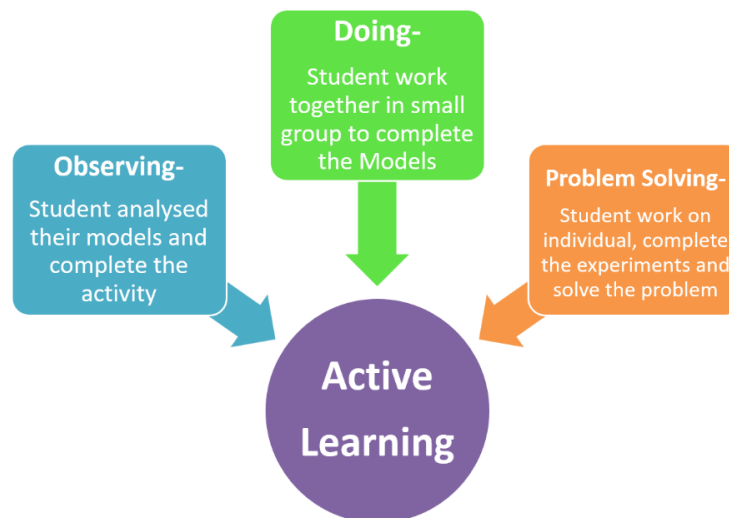 Doing-
Student work
together in small
group to complete
the Models
Observing-
Student analysed
their models and
complete the
activity
Problem Solving-
Student work on
individual, complete
the experiments and
solve the problem
Active
Learning